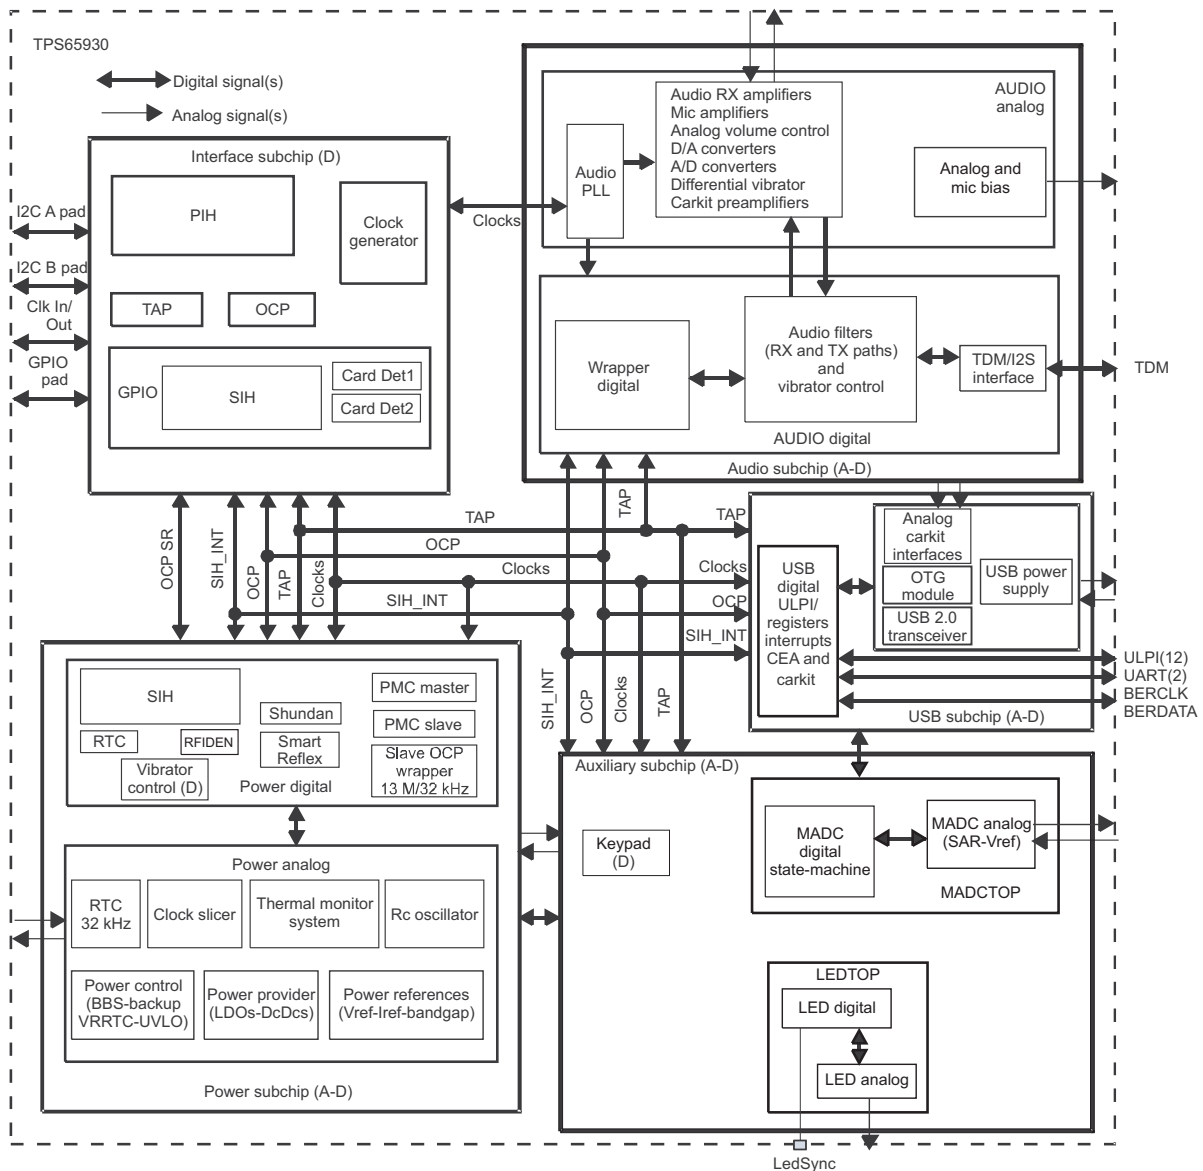 TPS65930
Digital signal(s)
Analog signal(s)
Interface subchip (D)
PIH
Clock
generator
TAP
OCP
GPIO
SIH
Card Det1
Card Det2
I2C A pad
I2C B pad
Clk In/
Out
GPIO
pad
Clocks
AUDIO
analog
Audio RX amplifiers
Mic amplifiers
Analog volume control
D/A converters
A/D converters
Differential vibrator
Carkit preamplifiers
Audio
PLL
Analog and
mic bias
Wrapper
digital
Audio filters
(RX and TX paths)
and
vibrator control
TDM/I2S
interface
TDM
AUDIO digital
Audio subchip (A-D)
OCP SR
SIH_INT
OCP
TAP
Clocks
TAP
OCP
Clocks
SIH_INT
TAP
TAP
Clocks
OCP
SIH_INT
SIH_INT
OCP
Clocks
TAP
USB
digital
ULPI/
registers
interrupts
CEA and
carkit
Analog
carkit
interfaces
OTG
module
USB 2.0
transceiver
USB power
supply
ULPI(12)
UART(2)
BERCLK
BERDATA
USB subchip (A-D)
SIH
RTC
RFIDEN
Vibrator
control (D)
Shundan
Smart
Reflex
PMC master
PMC slave
Slave OCP
wrapper
13 M/32 kHz
Power digital
Power analog
RTC
32 kHz
Clock slicer
Thermal monitor
system
Rc oscillator
Power control
(BBS-backup
VRRTC-UVLO)
Power provider
(LDOs-DcDcs)
Power references
(Vref-Iref-bandgap)
Power subchip (A-D)
Auxiliary subchip (A-D)
Keypad
(D)
MADC
digital
state-machine
MADC analog
(SAR-Vref)
MADCTOP
LEDTOP
LED digital
LED analog
LedSync